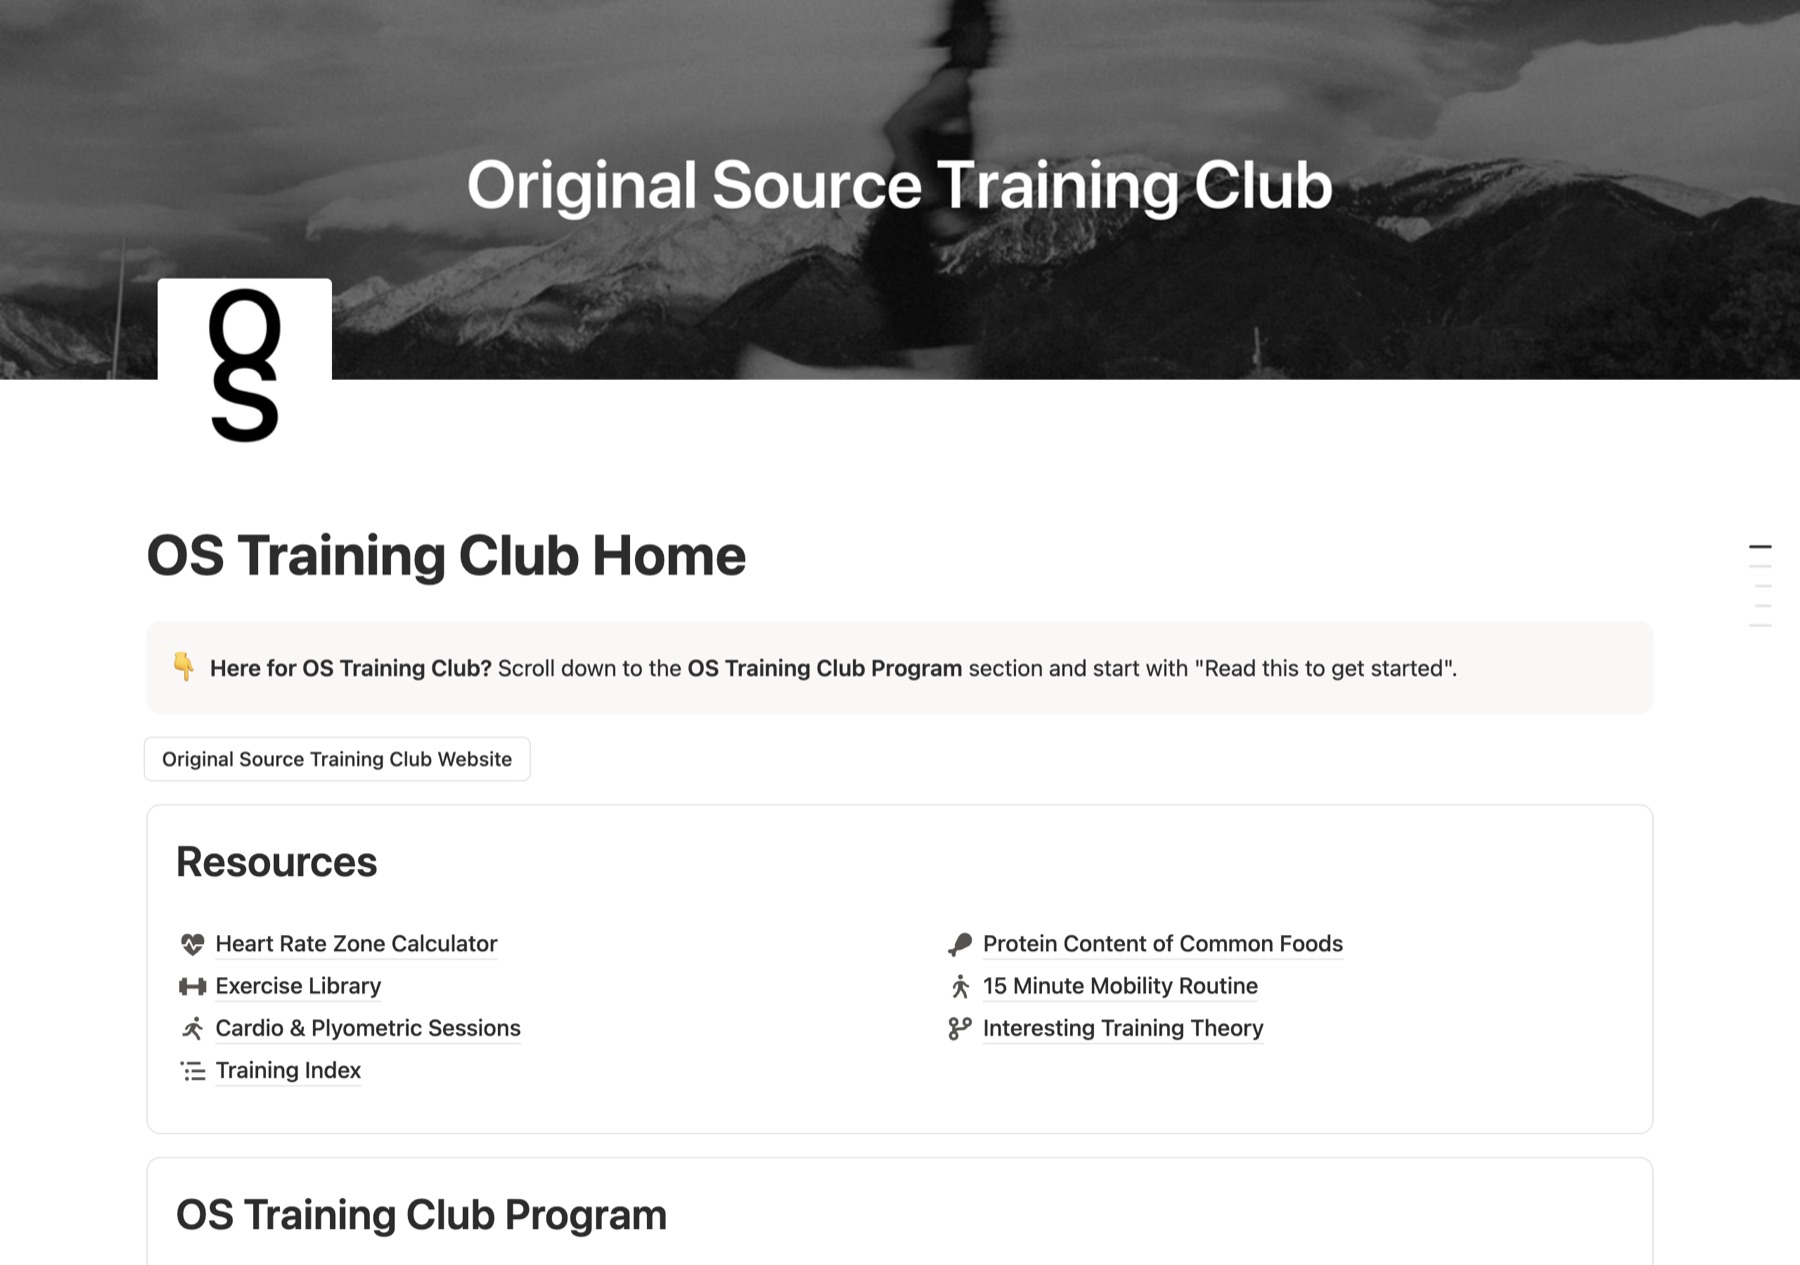 Original Source Training Club
OS
OS Training Club Home
Here for OS Training Club? Scroll down to the OS Training Club Program section and start with "Read this to get started".
Original Source Training Club Website
Resources
Heart Rate Zone Calculator
Exercise Library
Cardio & Plyometric Sessions
Training Index
Protein Content of Common Foods
15 Minute Mobility Routine
Interesting Training Theory
OS Training Club Program